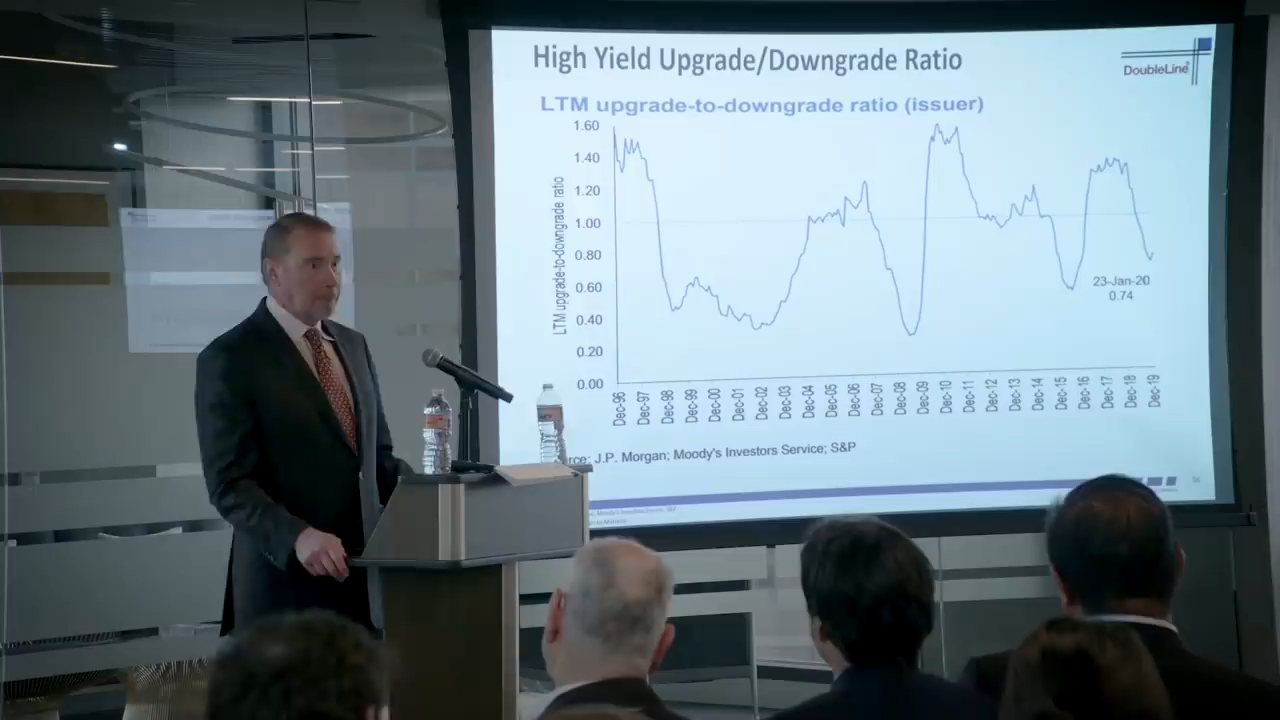 High Yield Upgrade/Downgrade Ratio
DoubleLine®
LTM upgrade-to-downgrade ratio (issuer)
LTM upgrade-to-downgrade ratio
1.60
1.40
1.20
1.00
0.80
0.60
0.40
0.20
0.00
23-Jan-20
0.74
Dec-96
Dec-97
Dec-98
Dec-99
Dec-00
Dec-01
Dec-02
Dec-03
Dec-04
Dec-05
Dec-06
Dec-07
Dec-08
Dec-09
Dec-10
Dec-11
Dec-12
Dec-13
Dec-14
Dec-15
Dec-16
Dec-17
Dec-18
Dec-19
J.P. Morgan; Moody's Investors Service; S&P